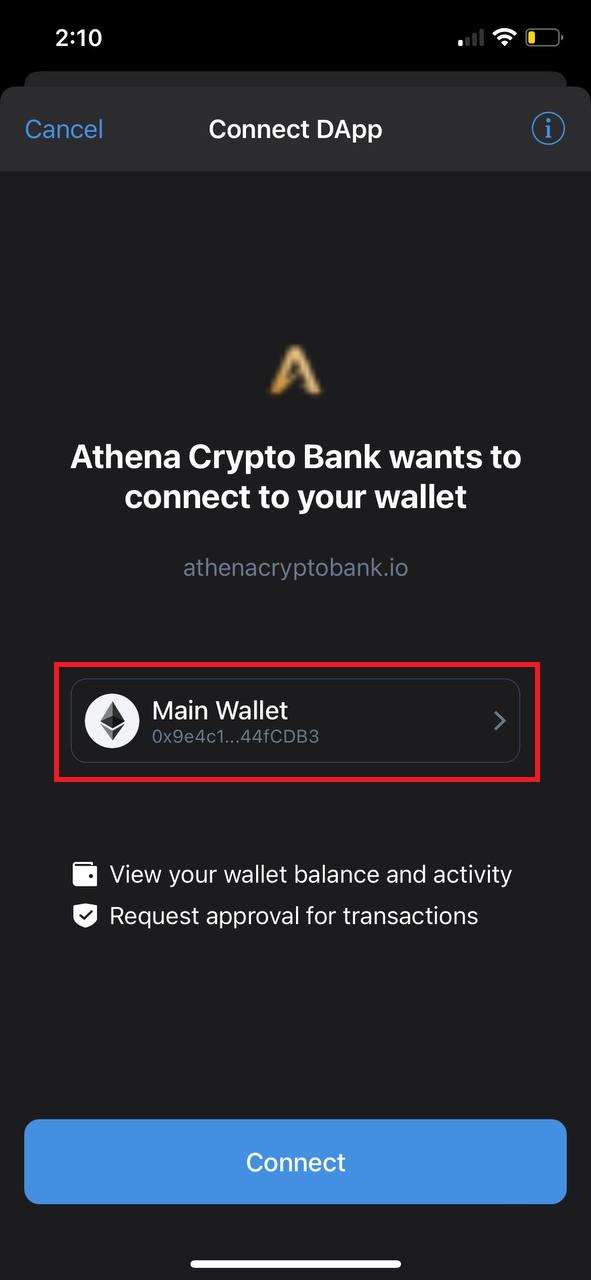 2:10
Cancel
Connect DApp
i
Athena Crypto Bank wants to
connect to your wallet
athenacryptobank.io
Main Wallet
0x9e4c1...44fCDB3
View your wallet balance and activity
Request approval for transactions
Connect